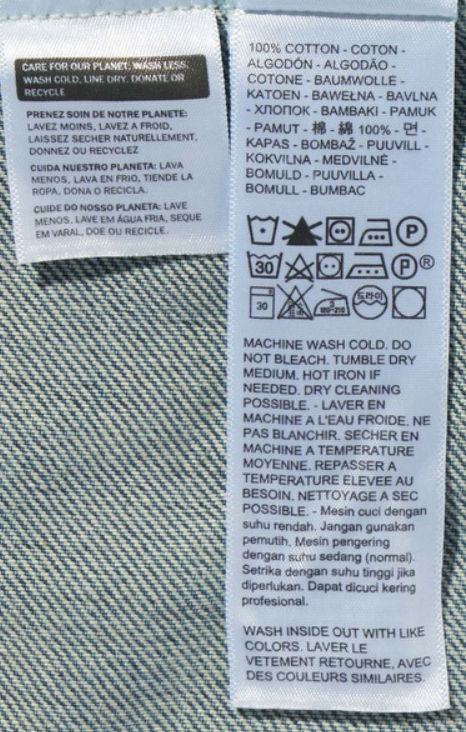 CARE FOR OUR PLANET: WASH LESS,
WASH COLD, LINE DRY, DONATE OR
RECYCLE
PRENEZ SOIN DE NOTRE PLANETE:
LAVEZ MOINS, LAVEZ A FROID,
LAISSEZ SECHER NATURELLEMENT,
DONNEZ OU RECYCLEZ
CUIDA NUESTRO PLANETA: LAVA
MENOS, LAVA EN FRIO, TIENDE LA
ROPA, DONA O RECICLA.
CUIDE DO NOSSO PLANETA: LAVE
MENOS, LAVE EM ÁGUA FRIA, SEQUE
EM VARAL, DOE OU RECICLE.
100% COTTON - COTON -
ALGODÓN - ALGODÃO -
COTONE - BAUMWOLLE -
KATOEN - BAWEŁNA - BAVLNA
- ХЛОПОК - BAMBAKI - PAMUK
- PAMUT - 棉 - 綿 100% - 면 -
KAPAS - BOMBAŽ - PUUVILL -
KOKVILNA - MEDVILNĖ -
BOMULD - PUUVILLA -
BOMULL - BUMBAC
P
30 P®
30 3 180-210 드라이
MACHINE WASH COLD. DO
NOT BLEACH. TUMBLE DRY
MEDIUM. HOT IRON IF
NEEDED. DRY CLEANING
POSSIBLE. - LAVER EN
MACHINE A L'EAU FROIDE. NE
PAS BLANCHIR. SECHER EN
MACHINE A TEMPERATURE
MOYENNE. REPASSER A
TEMPERATURE ELEVEE AU
BESOIN. NETTOYAGE A SEC
POSSIBLE. - Mesin cuci dengan
suhu rendah. Jangan gunakan
pemutih. Mesin pengering
dengan suhu sedang (normal).
Setrika dengan suhu tinggi jika
diperlukan. Dapat dicuci kering
profesional.
WASH INSIDE OUT WITH LIKE
COLORS. LAVER LE
VETEMENT RETOURNE, AVEC
DES COULEURS SIMILAIRES.